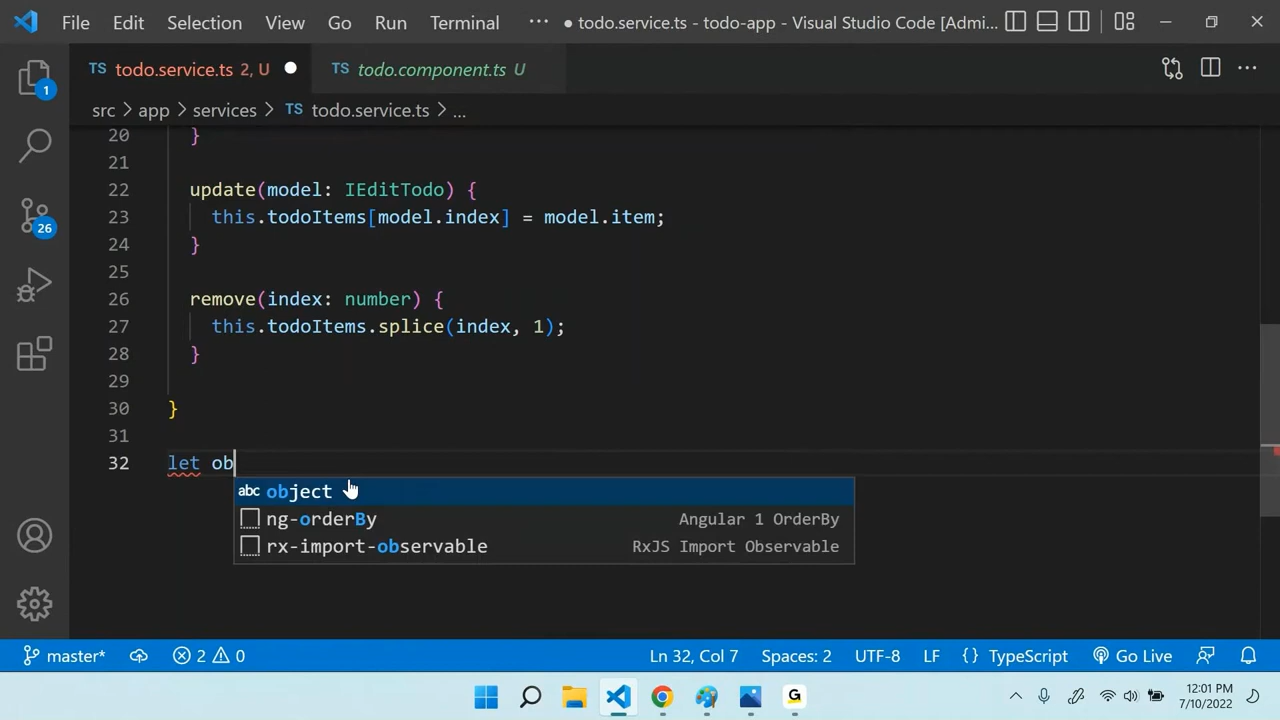 File Edit Selection View Go Run Terminal ··· ● todo.service.ts - todo-app - Visual Studio Code [Admi...
TS todo.service.ts 2, U ● TS todo.component.ts U
src > app > services > TS todo.service.ts > ...
20 }
21
22 update(model: IEditTodo) {
23 this.todoItems[model.index] = model.item;
24 }
25
26 remove(index: number) {
27 this.todoItems.splice(index, 1);
28 }
29
30 }
31
32 let ob
abc object
ng-orderBy Angular 1 OrderBy
rx-import-observable RxJS Import Observable
1
26
master* 2 0 Ln 32, Col 7 Spaces: 2 UTF-8 LF {} TypeScript Go Live
G 12:01 PM
7/10/2022